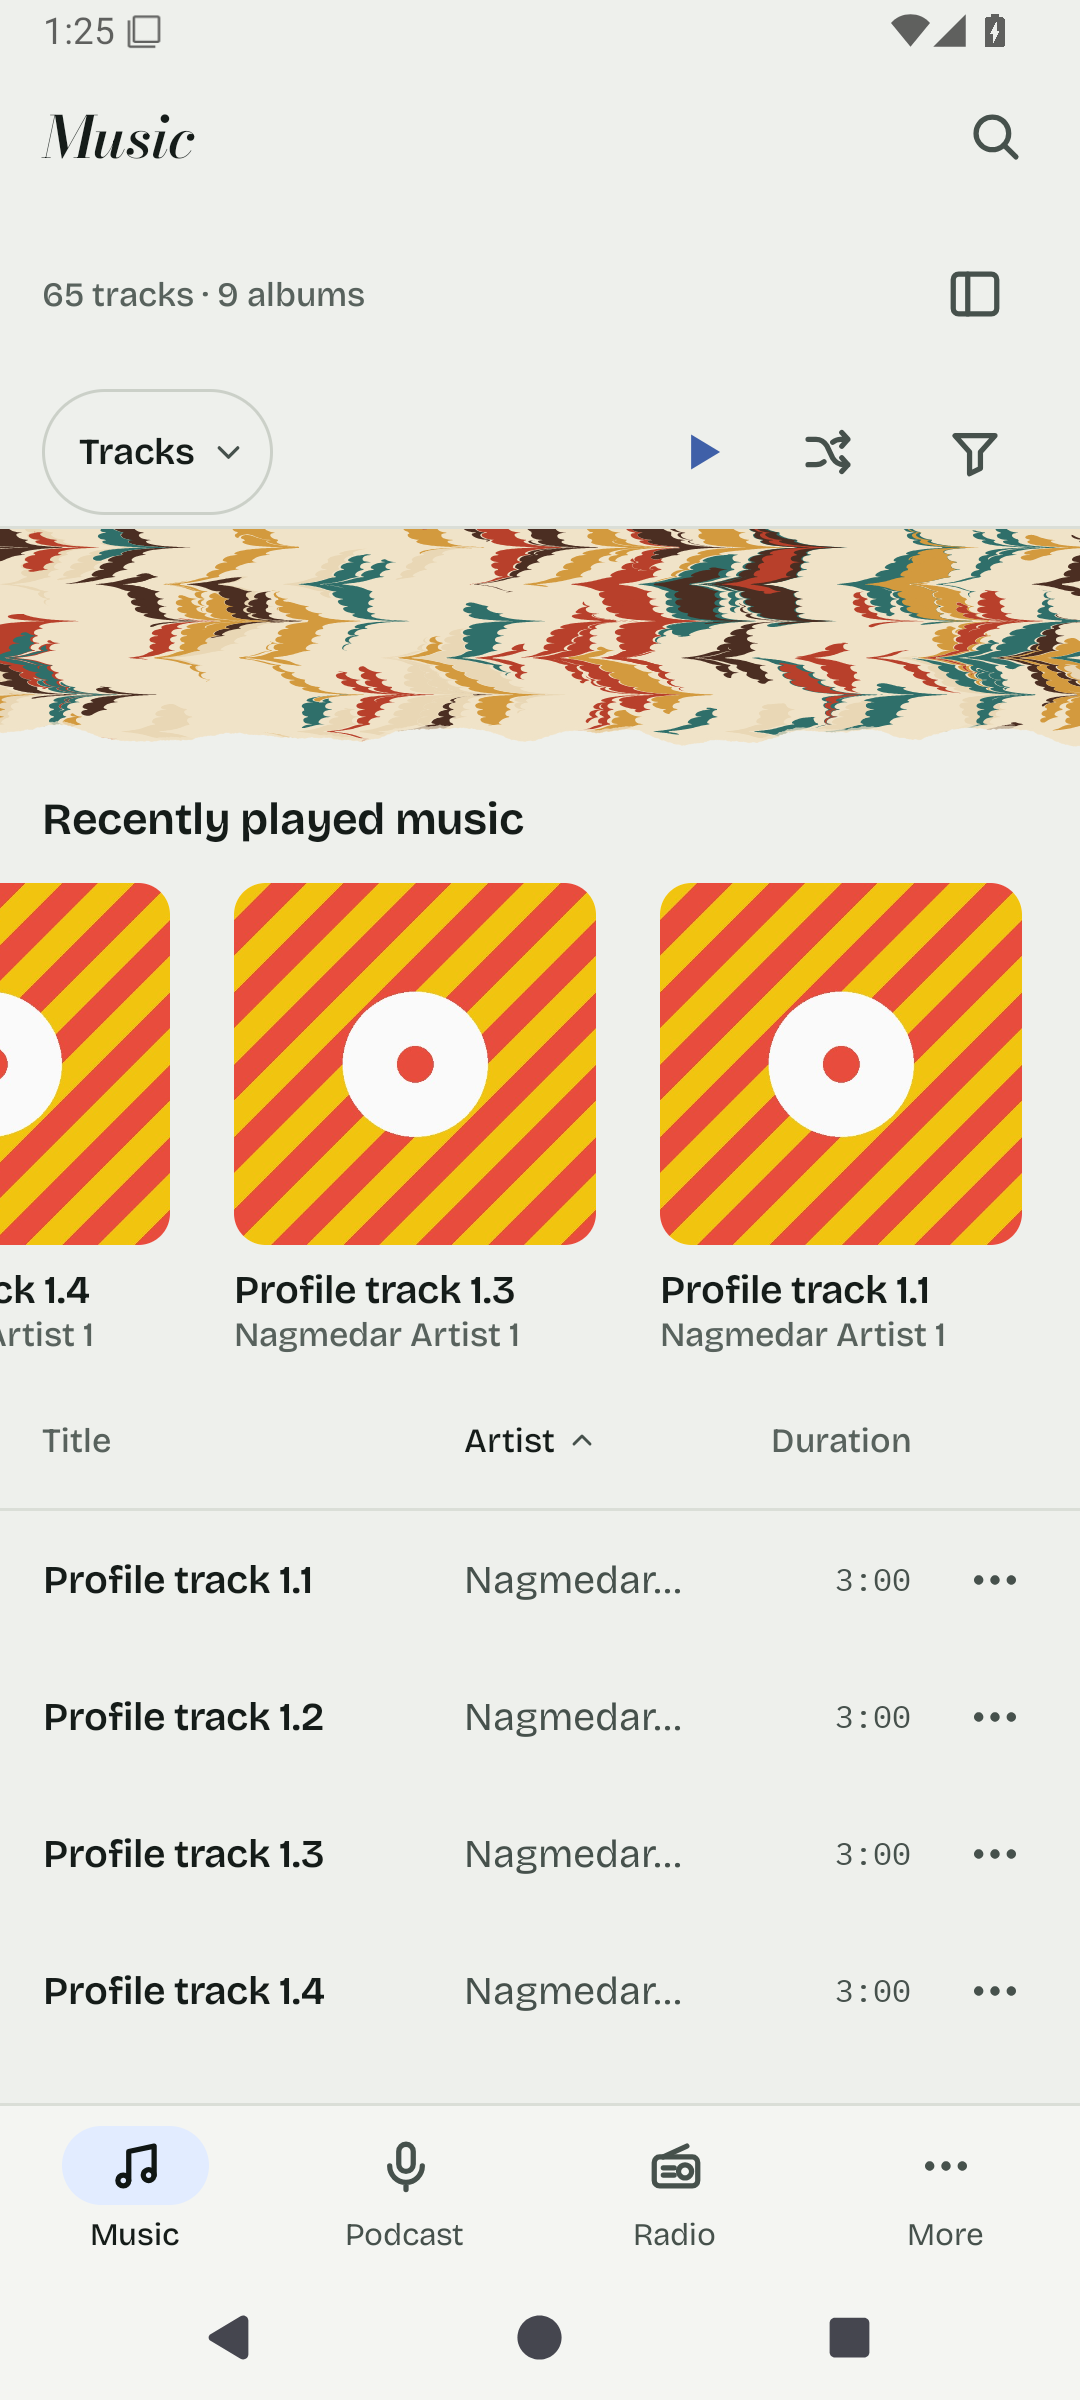 1:25
Music
65 tracks · 9 albums
Tracks
Recently played music
ck 1.4
Profile track 1.3
Profile track 1.1
Artist 1
Nagmedar Artist 1
Nagmedar Artist 1
Title Artist Duration
Profile track 1.1 Nagmedar... 3:00
Profile track 1.2 Nagmedar... 3:00
Profile track 1.3 Nagmedar... 3:00
Profile track 1.4 Nagmedar... 3:00
Music Podcast Radio More